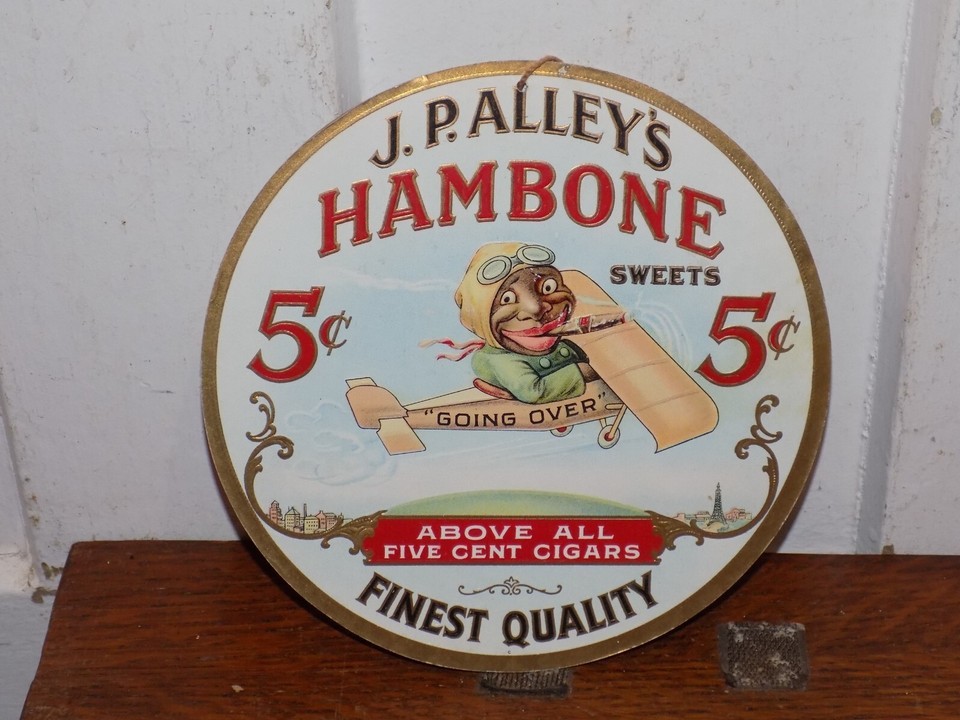 J. P. ALLEY'S
HAMBONE
SWEETS
5¢
5¢
"GOING OVER"
ABOVE ALL
FIVE CENT CIGARS
FINEST QUALITY